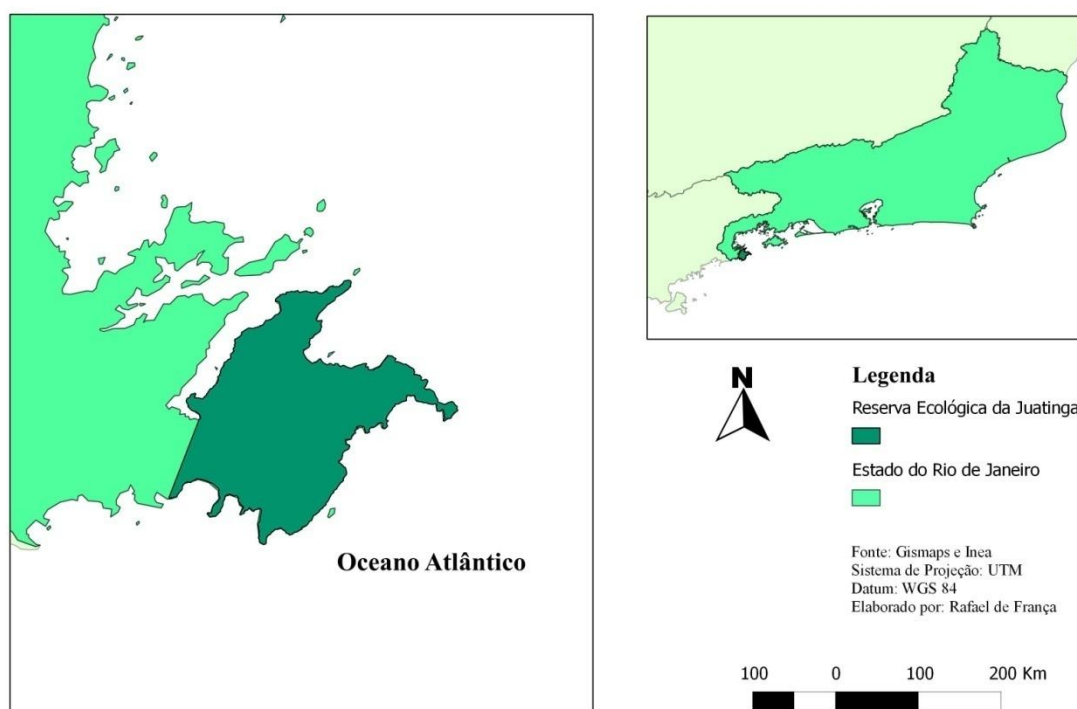 Oceano Atlântico
N
Legenda
Reserva Ecológica da Juatinga
Estado do Rio de Janeiro
Fonte: Gismaps e Inea
Sistema de Projeção: UTM
Datum: WGS 84
Elaborado por: Rafael de França
100 0 100 200 Km